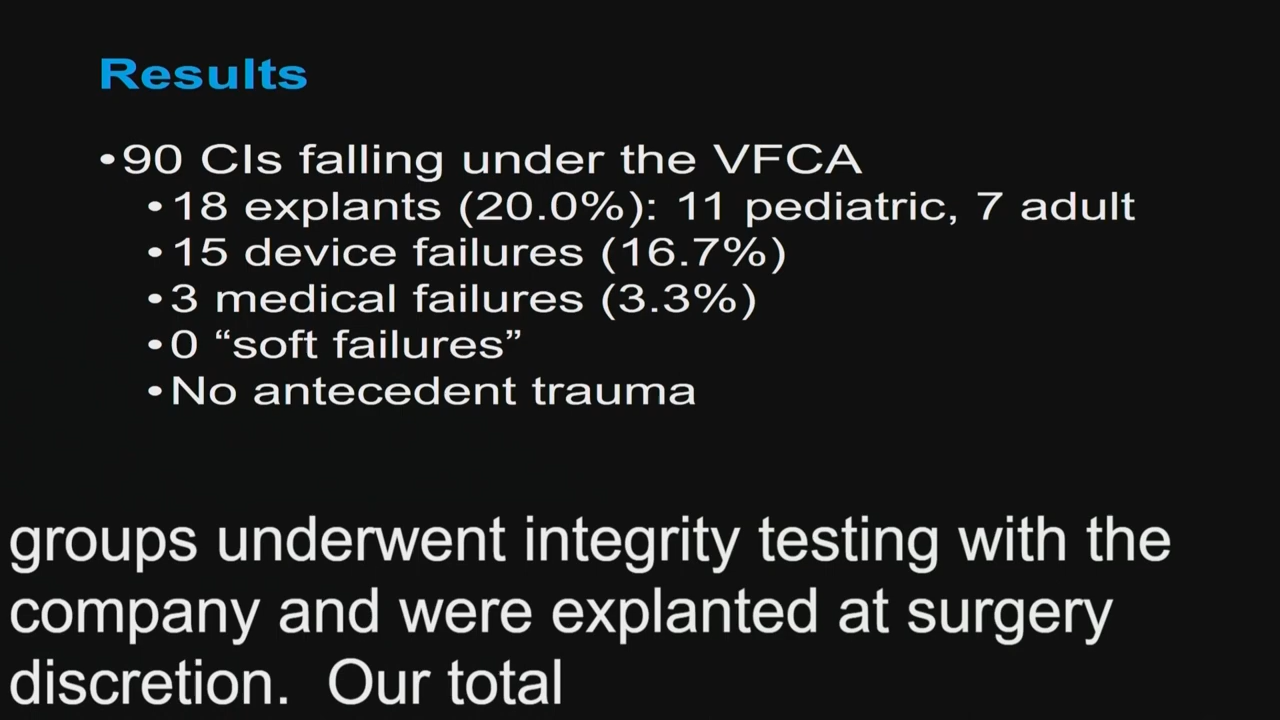 Results
•90 CIs falling under the VFCA
•18 explants (20.0%): 11 pediatric, 7 adult
•15 device failures (16.7%)
•3 medical failures (3.3%)
•0 “soft failures”
•No antecedent trauma
groups underwent integrity testing with the
company and were explanted at surgery
discretion.  Our total